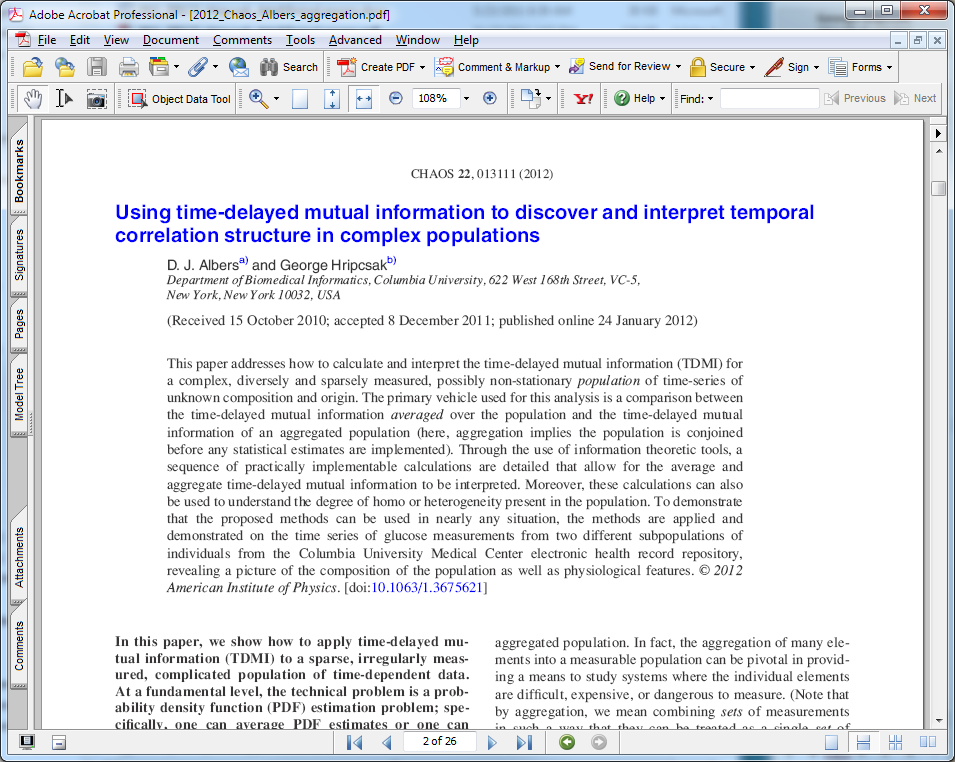 Adobe Acrobat Professional - [2012_Chaos_Albers_aggregation.pdf]
File Edit View Document Comments Tools Advanced Window Help
Search Create PDF Comment & Markup Send for Review Secure Sign Forms
Object Data Tool 108% Y! Help Find: Previous Next
Bookmarks
Signatures
Pages
Model Tree
Attachments
Comments
CHAOS 22, 013111 (2012)
Using time-delayed mutual information to discover and interpret temporal
correlation structure in complex populations
D. J. Albers a) and George Hripcsak b)
Department of Biomedical Informatics, Columbia University, 622 West 168th Street, VC-5,
New York, New York 10032, USA
(Received 15 October 2010; accepted 8 December 2011; published online 24 January 2012)
This paper addresses how to calculate and interpret the time-delayed mutual information (TDMI) for
a complex, diversely and sparsely measured, possibly non-stationary population of time-series of
unknown composition and origin. The primary vehicle used for this analysis is a comparison between
the time-delayed mutual information averaged over the population and the time-delayed mutual
information of an aggregated population (here, aggregation implies the population is conjoined
before any statistical estimates are implemented). Through the use of information theoretic tools, a
sequence of practically implementable calculations are detailed that allow for the average and
aggregate time-delayed mutual information to be interpreted. Moreover, these calculations can also
be used to understand the degree of homo or heterogeneity present in the population. To demonstrate
that the proposed methods can be used in nearly any situation, the methods are applied and
demonstrated on the time series of glucose measurements from two different subpopulations of
individuals from the Columbia University Medical Center electronic health record repository,
revealing a picture of the composition of the population as well as physiological features. © 2012
American Institute of Physics. [doi:10.1063/1.3675621]
In this paper, we show how to apply time-delayed mu-
tual information (TDMI) to a sparse, irregularly meas-
ured, complicated population of time-dependent data.
At a fundamental level, the technical problem is a prob-
ability density function (PDF) estimation problem; spe-
cifically, one can average PDF estimates or one can
aggregated population. In fact, the aggregation of many ele-
ments into a measurable population can be pivotal in provid-
ing a means to study systems where the individual elements
are difficult, expensive, or dangerous to measure. (Note that
by aggregation, we mean combining sets of measurements
in such a way that they can be treated as a single set of
2 of 26